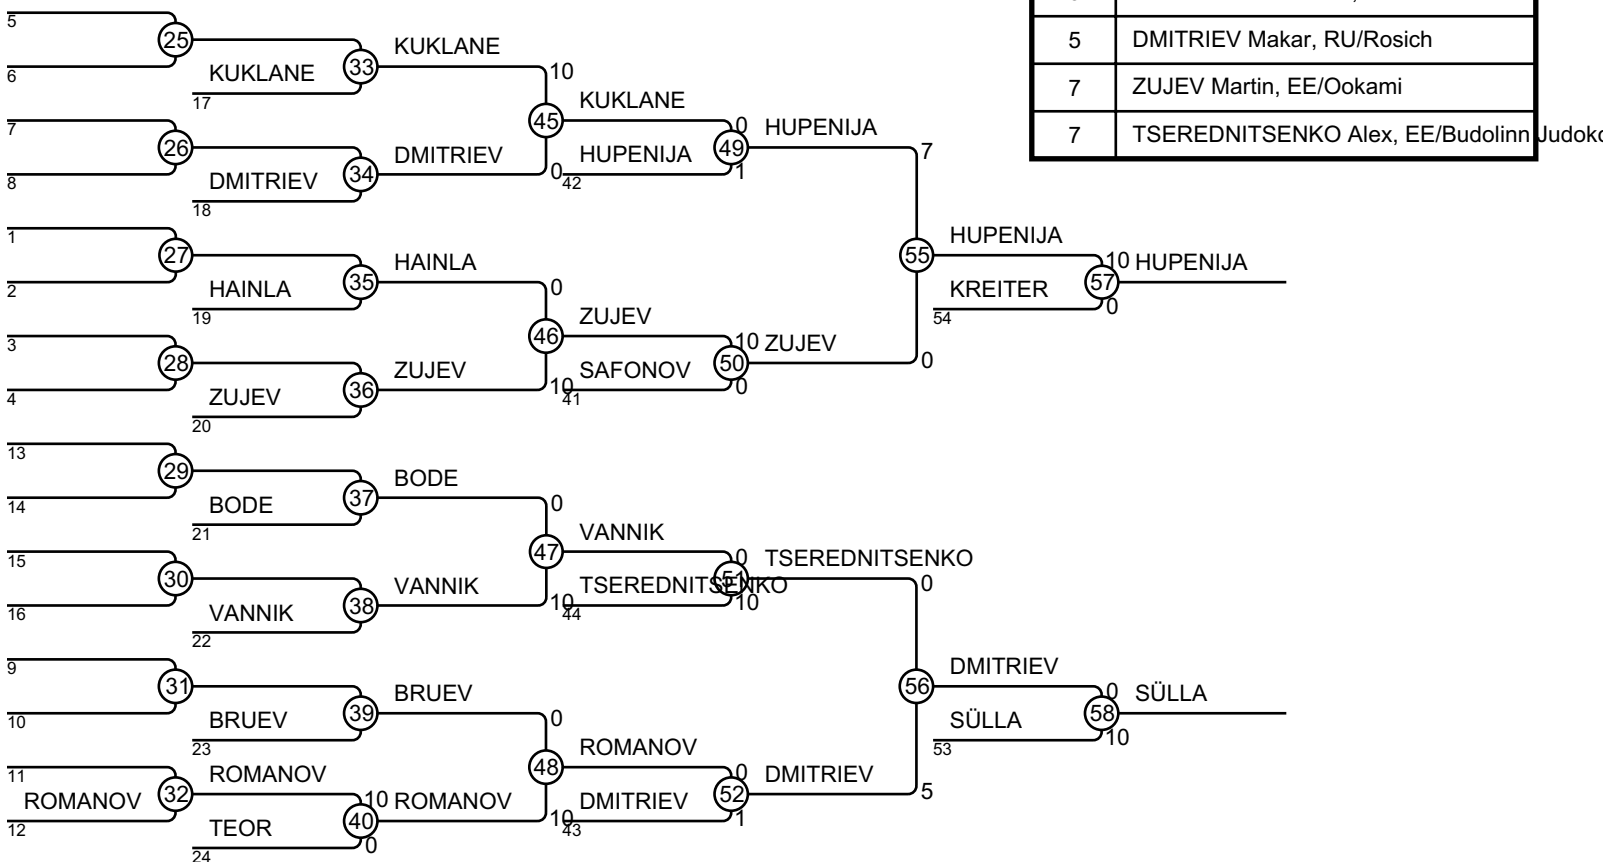 5
25
6
KUKLANE
17
33
KUKLANE
10
7
26
8
DMITRIEV
18
34
DMITRIEV
0
45
KUKLANE
0
HUPENIJA
42
1
49
HUPENIJA
7
1
27
2
HAINLA
19
35
HAINLA
0
3
28
4
ZUJEV
20
36
ZUJEV
10
46
ZUJEV
10
SAFONOV
41
0
50
ZUJEV
0
55
HUPENIJA
10
KREITER
54
0
57
HUPENIJA
13
29
14
BODE
21
37
BODE
0
15
30
16
VANNIK
22
38
VANNIK
10
47
VANNIK
0
TSEREDNITSENKO
44
10
51
TSEREDNITSENKO
0
9
31
10
BRUEV
23
39
BRUEV
0
11
ROMANOV
12
32
ROMANOV
10
TEOR
24
0
40
ROMANOV
10
48
ROMANOV
0
DMITRIEV
43
1
52
DMITRIEV
5
56
DMITRIEV
0
SÜLLA
53
10
58
SÜLLA
5 DMITRIEV Makar, RU/Rosich
7 ZUJEV Martin, EE/Ookami
7 TSEREDNITSENKO Alex, EE/Budolinn Judoko